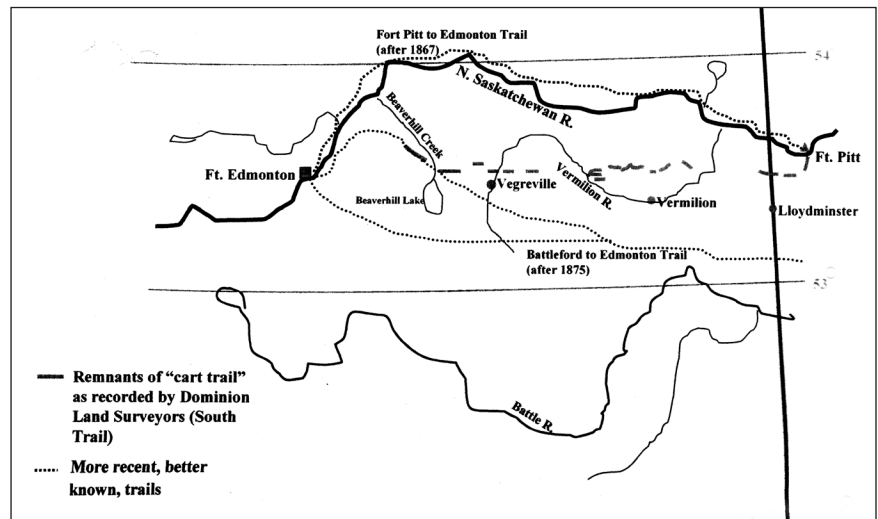 Fort Pitt to Edmonton Trail
(after 1867)
54
N. Saskatchewan R.
Beaverhill Creek
Ft. Pitt
Ft. Edmonton
Vegreville
Vermilion R.
Beaverhill Lake
Vermilion
Lloydminster
Battleford to Edmonton Trail
(after 1875)
53
Remnants of “cart trail”
as recorded by Dominion
Land Surveyors (South
Trail)
Battle R.
More recent, better
known, trails